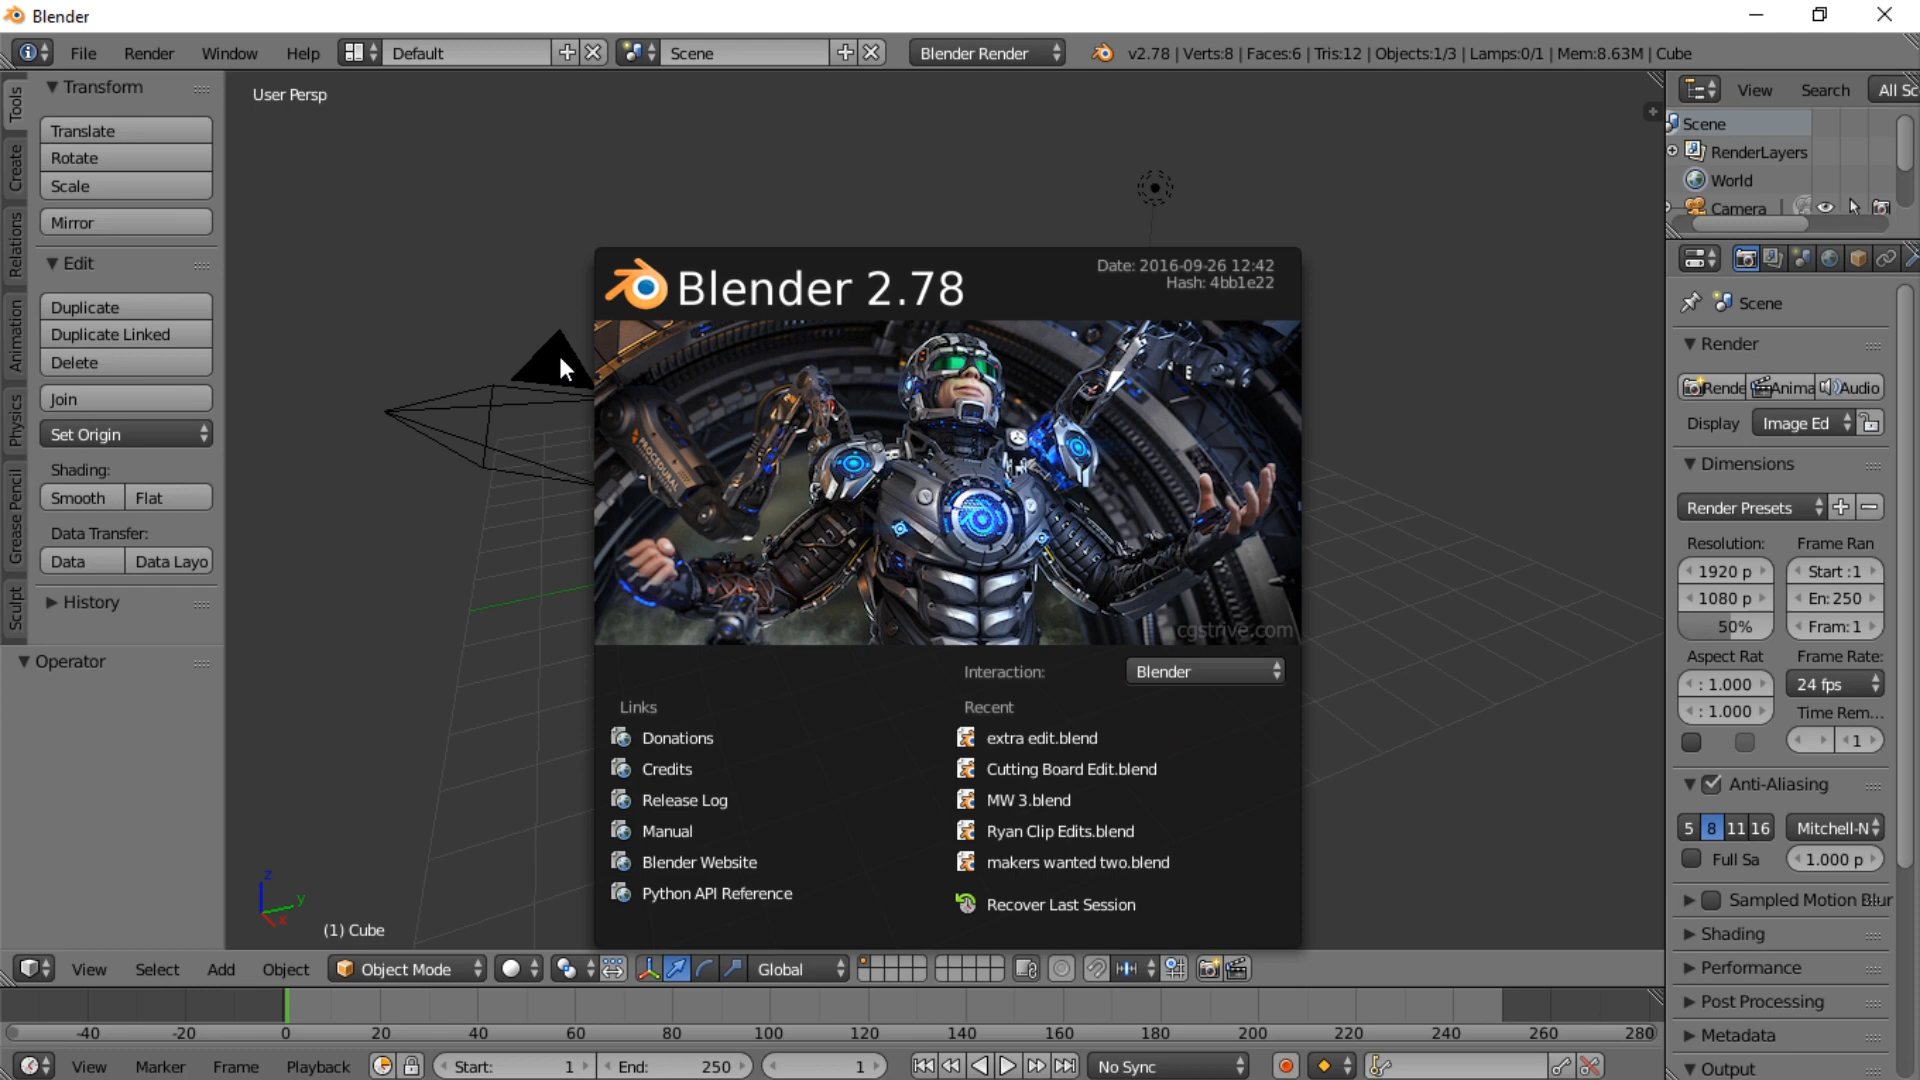 Blender
File Render Window Help Default Scene Blender Render v2.78 | Verts:8 | Faces:6 | Tris:12 | Objects:1/3 | Lamps:0/1 | Mem:8.63M | Cube
Tools
Create
Relations
Animation
Physics
Grease Pencil
Sculpt
Transform
Translate
Rotate
Scale
Mirror
Edit
Duplicate
Duplicate Linked
Delete
Join
Set Origin
Shading:
Smooth Flat
Data Transfer:
Data Data Layo
History
Operator
User Persp
Blender 2.78
Date: 2016-09-26 12:42
Hash: 4bb1e22
PROCEDURAL
cgstrive.com
Interaction: Blender
Links
Donations
Credits
Release Log
Manual
Blender Website
Python API Reference
Recent
extra edit.blend
Cutting Board Edit.blend
MW 3.blend
Ryan Clip Edits.blend
makers wanted two.blend
Recover Last Session
z
y
x
(1) Cube
View Search All Sc
Scene
RenderLayers
World
Camera
Scene
Render
Rende Anima Audio
Display Image Ed
Dimensions
Render Presets
Resolution: Frame Ran
1920 p Start :1
1080 p En: 250
50% Fram: 1
Aspect Rat Frame Rate:
: 1.000 24 fps
: 1.000 Time Rem...
1
Anti-Aliasing
5 8 11 16 Mitchell-N
Full Sa 1.000 p
Sampled Motion Blur
Shading
Performance
Post Processing
Metadata
Output
View Select Add Object Object Mode Global
-40 -20 0 20 40 60 80 100 120 140 160 180 200 220 240 260 280
View Marker Frame Playback Start: 1 End: 250 1 No Sync